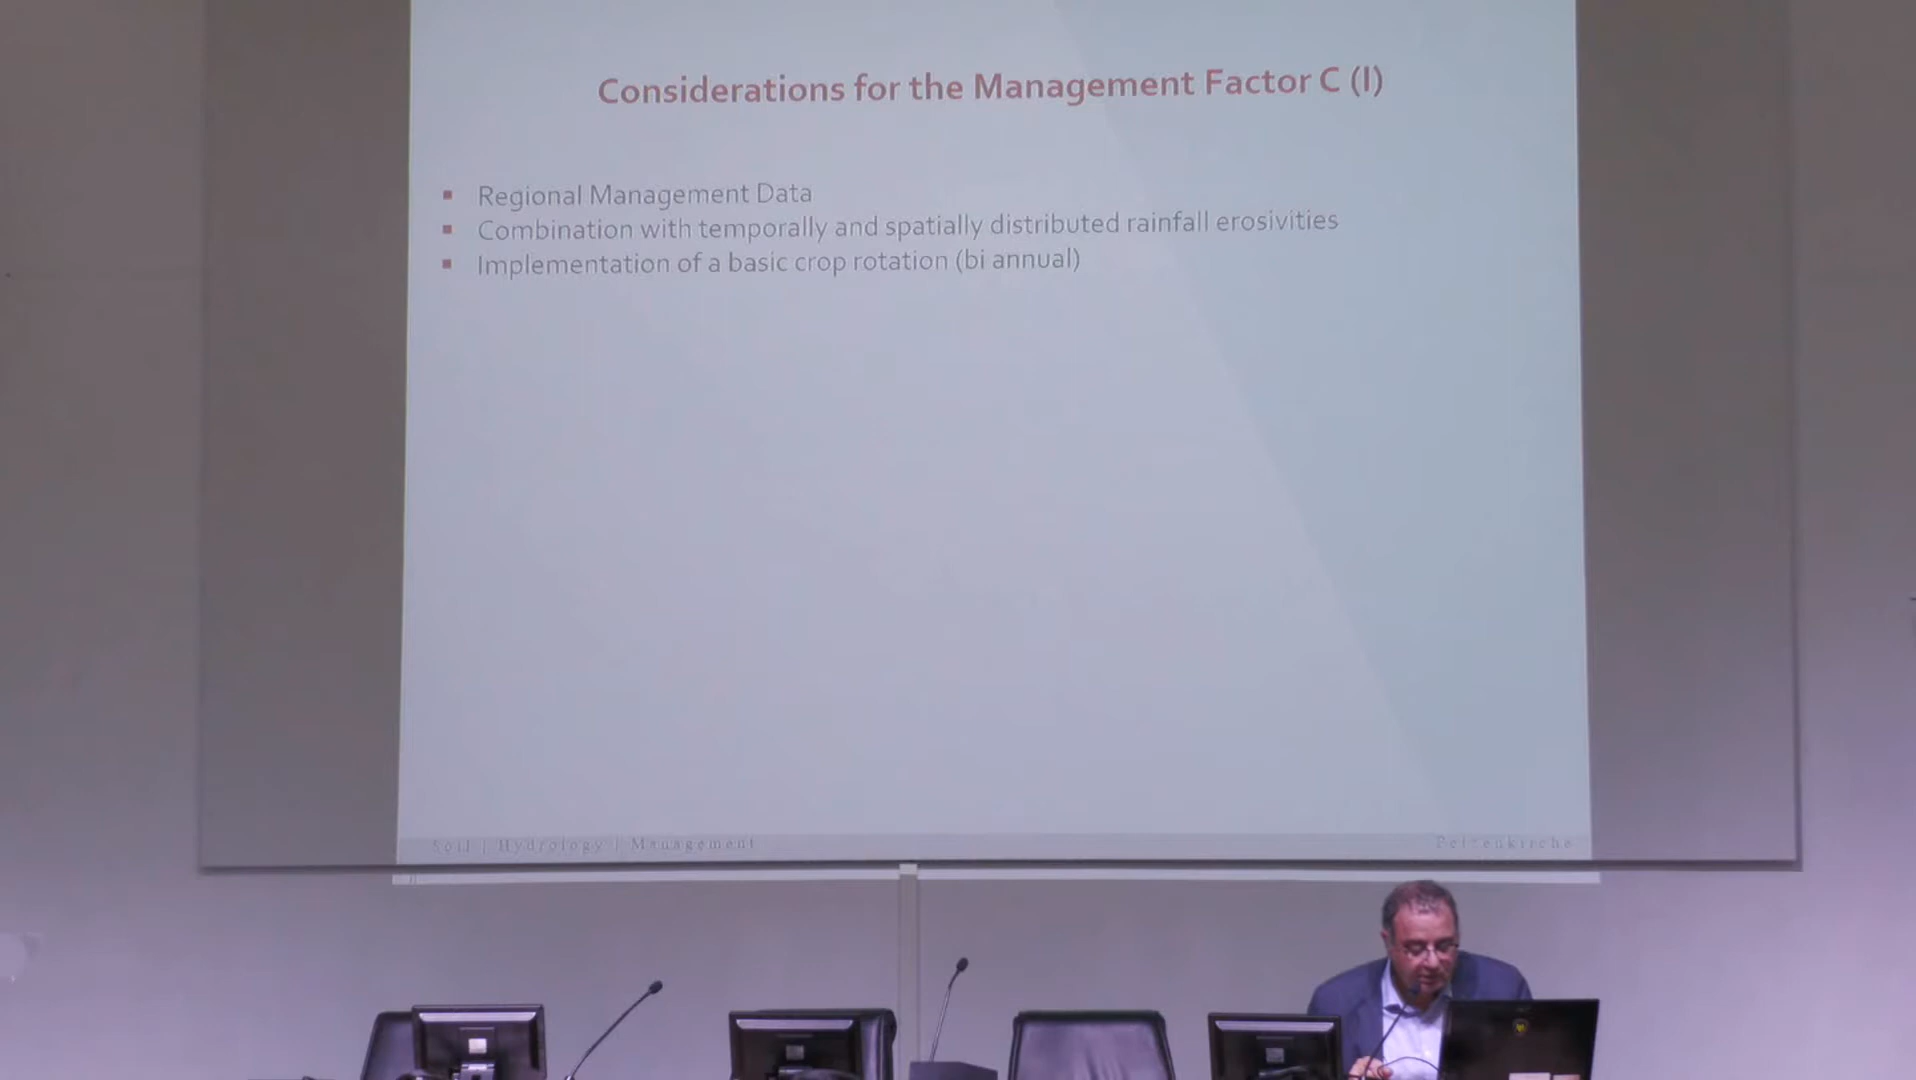 Considerations for the Management Factor C (I)
Regional Management Data
Combination with temporally and spatially distributed rainfall erosivities
Implementation of a basic crop rotation (bi annual)
Soil | Hydrology | Management
Petzenkirche